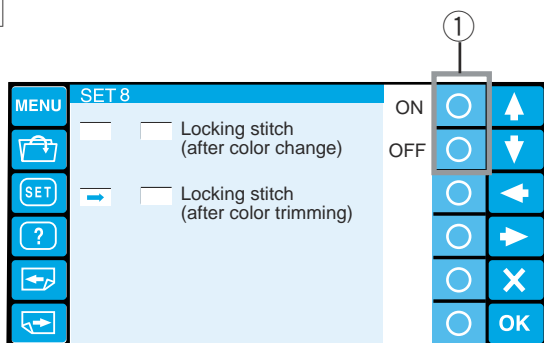 1
MENU
SET 8
ON
Locking stitch
(after color change)
OFF
SET
Locking stitch
(after color trimming)
?
OK